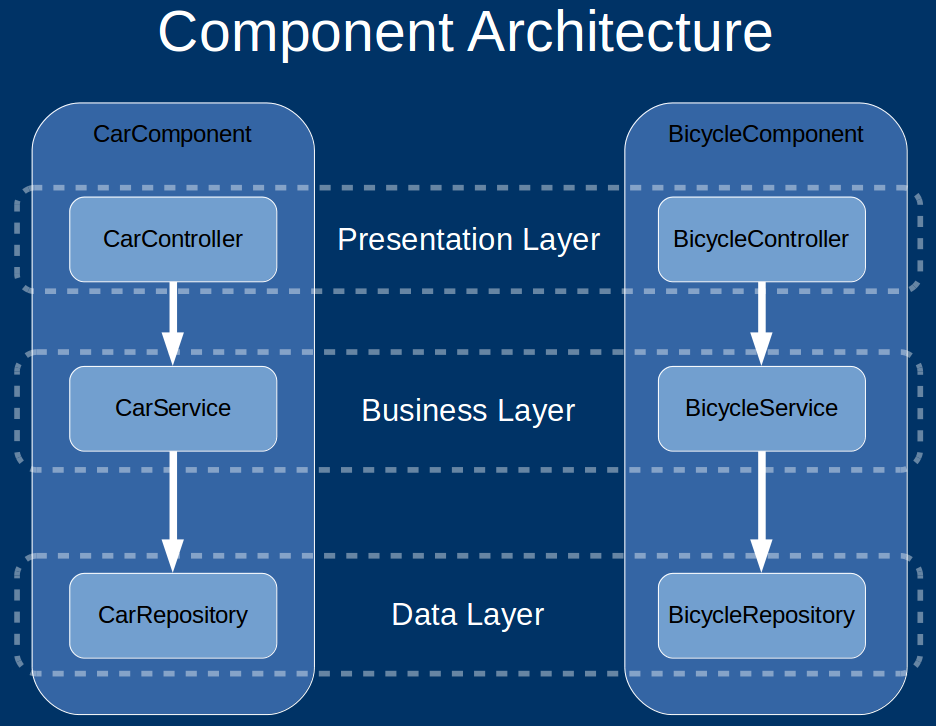 Component Architecture
CarComponent
BicycleComponent
CarController
Presentation Layer
BicycleController
CarService
Business Layer
BicycleService
CarRepository
Data Layer
BicycleRepository